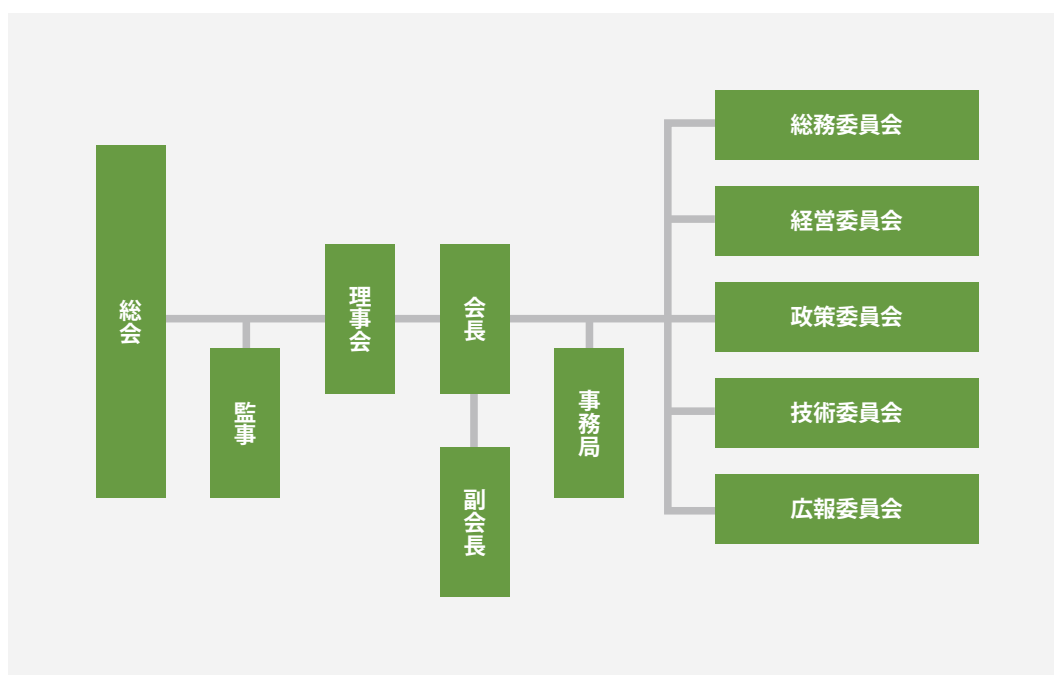 総会
監事
理事会
会長
副会長
事務局
総務委員会
経営委員会
政策委員会
技術委員会
広報委員会